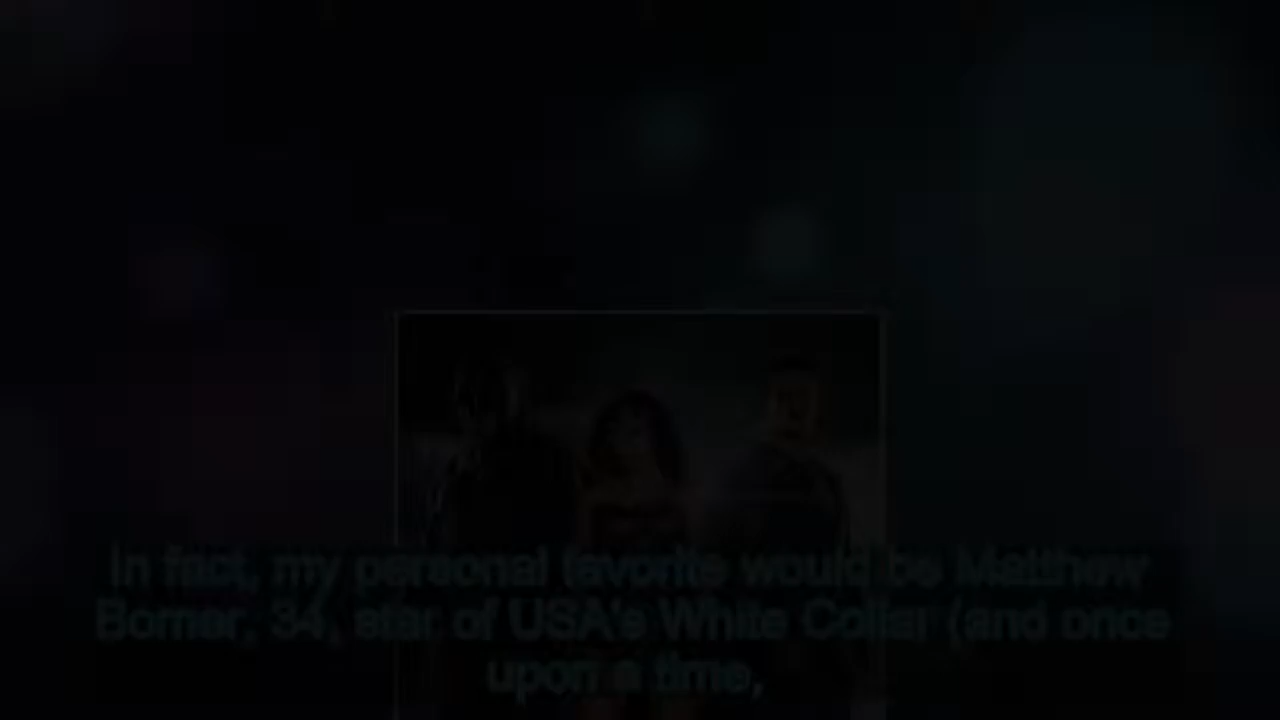 In fact, my personal favorite would be Matthew
Bomer, 34, star of USA's White Collar (and once
upon a time,